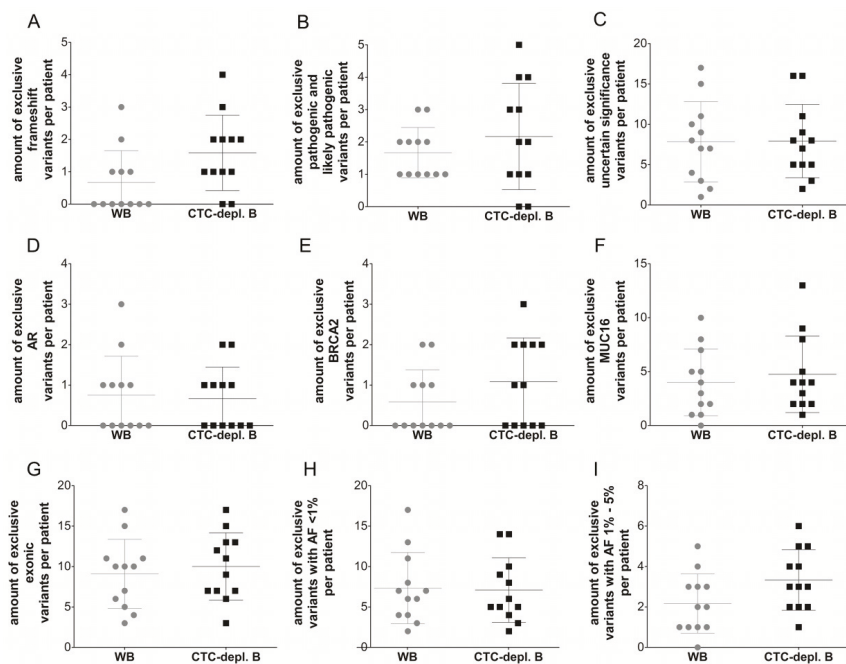 A
amount of exclusive
frameshift
variants per patient
5
4
3
2
1
0
WB
CTC-depl. B
B
amount of exclusive
pathogenic and
likely pathogenic
variants per patient
5
4
3
2
1
0
WB
CTC-depl. B
C
amount of exclusive
uncertain significance
variants per patient
20
15
10
5
0
WB
CTC-depl. B
D
amount of exclusive
AR
variants per patient
4
3
2
1
0
WB
CTC-depl. B
E
amount of exclusive
BRCA2
variants per patient
4
3
2
1
0
WB
CTC-depl. B
F
amount of exclusive
MUC16
variants per patient
15
10
5
0
WB
CTC-depl. B
G
amount of exclusive
exonic
variants per patient
20
15
10
5
0
WB
CTC-depl. B
H
amount of exclusive
variants with AF <1%
per patient
20
15
10
5
0
WB
CTC-depl. B
I
amount of exclusive
variants with AF 1% - 5%
per patient
8
6
4
2
0
WB
CTC-depl. B